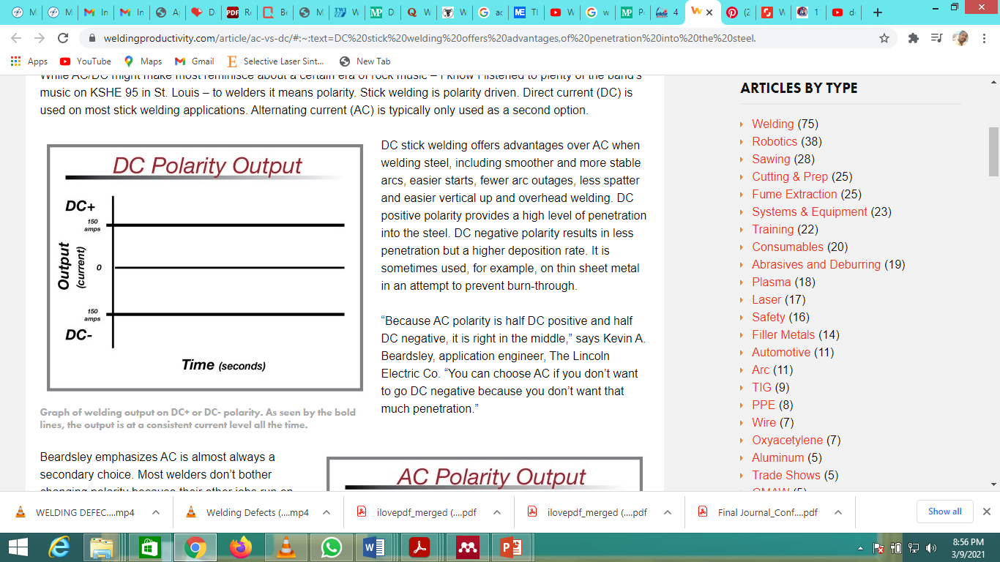 M
In
In
A
D
PDF
R
B
M
W
D
Q
W
W
G
a
ME
T
W
G
w
P
4
W
(2
W
1
d
weldingproductivity.com/article/ac-vs-dc/#:~:text=DC%20stick%20welding%20offers%20advantages,of%20penetration%20into%20the%20steel.
Apps
YouTube
Maps
Gmail
Selective Laser Sint...
New Tab
While AC/DC might make most reminisce about a certain era of rock music – I know I listened to plenty of the band's
music on KSHE 95 in St. Louis – to welders it means polarity. Stick welding is polarity driven. Direct current (DC) is
used on most stick welding applications. Alternating current (AC) is typically only used as a second option.
DC Polarity Output
DC+
150
amps
Output
(current)
0
150
amps
DC-
Time (seconds)
Graph of welding output on DC+ or DC- polarity. As seen by the bold
lines, the output is at a consistent current level all the time.
DC stick welding offers advantages over AC when
welding steel, including smoother and more stable
arcs, easier starts, fewer arc outages, less spatter
and easier vertical up and overhead welding. DC
positive polarity provides a high level of penetration
into the steel. DC negative polarity results in less
penetration but a higher deposition rate. It is
sometimes used, for example, on thin sheet metal
in an attempt to prevent burn-through.
“Because AC polarity is half DC positive and half
DC negative, it is right in the middle,” says Kevin A.
Beardsley, application engineer, The Lincoln
Electric Co. “You can choose AC if you don’t want
to go DC negative because you don’t want that
much penetration.”
Beardsley emphasizes AC is almost always a
secondary choice. Most welders don’t bother
changing polarity because their other jobs run on
AC Polarity Output
ARTICLES BY TYPE
Welding (75)
Robotics (38)
Sawing (28)
Cutting & Prep (25)
Fume Extraction (25)
Systems & Equipment (23)
Training (22)
Consumables (20)
Abrasives and Deburring (19)
Plasma (18)
Laser (17)
Safety (16)
Filler Metals (14)
Automotive (11)
Arc (11)
TIG (9)
PPE (8)
Wire (7)
Oxyacetylene (7)
Aluminum (5)
Trade Shows (5)
GMAW (5)
WELDING DEFEC....mp4
Welding Defects (....mp4
ilovepdf_merged (....pdf
ilovepdf_merged (....pdf
Final Journal_Conf....pdf
Show all
8:56 PM
3/9/2021